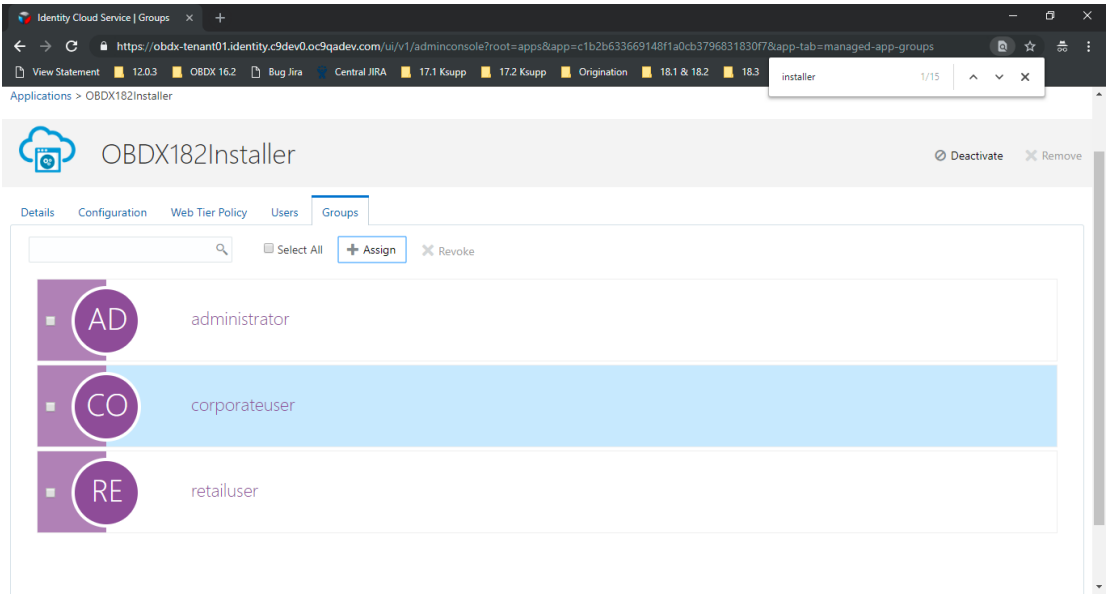 Identity Cloud Service | Groups
https://obdx-tenant01.identity.c9dev0.oc9qadev.com/ui/v1/adminconsole?root=apps&app=c1b2b633669148f1a0cb3796831830f7&app-tab=managed-app-groups
View Statement 12.0.3 OBDX 16.2 Bug Jira Central JIRA 17.1 Ksupp 17.2 Ksupp Origination 18.1 & 18.2 18.3
installer 1/15
Applications > OBDX182Installer
OBDX182Installer
Deactivate Remove
Details Configuration Web Tier Policy Users Groups
Select All Assign Revoke
AD administrator
CO corporateuser
RE retailuser